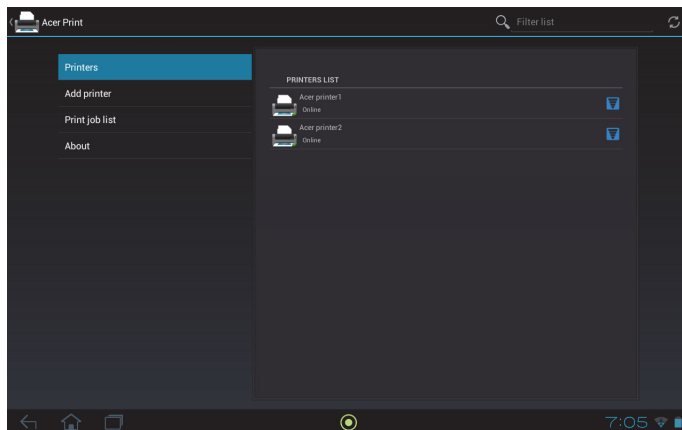 Acer Print
Filter list
Printers
Add printer
Print job list
About
PRINTERS LIST
Acer printer1
Online
Acer printer2
Online
7:05